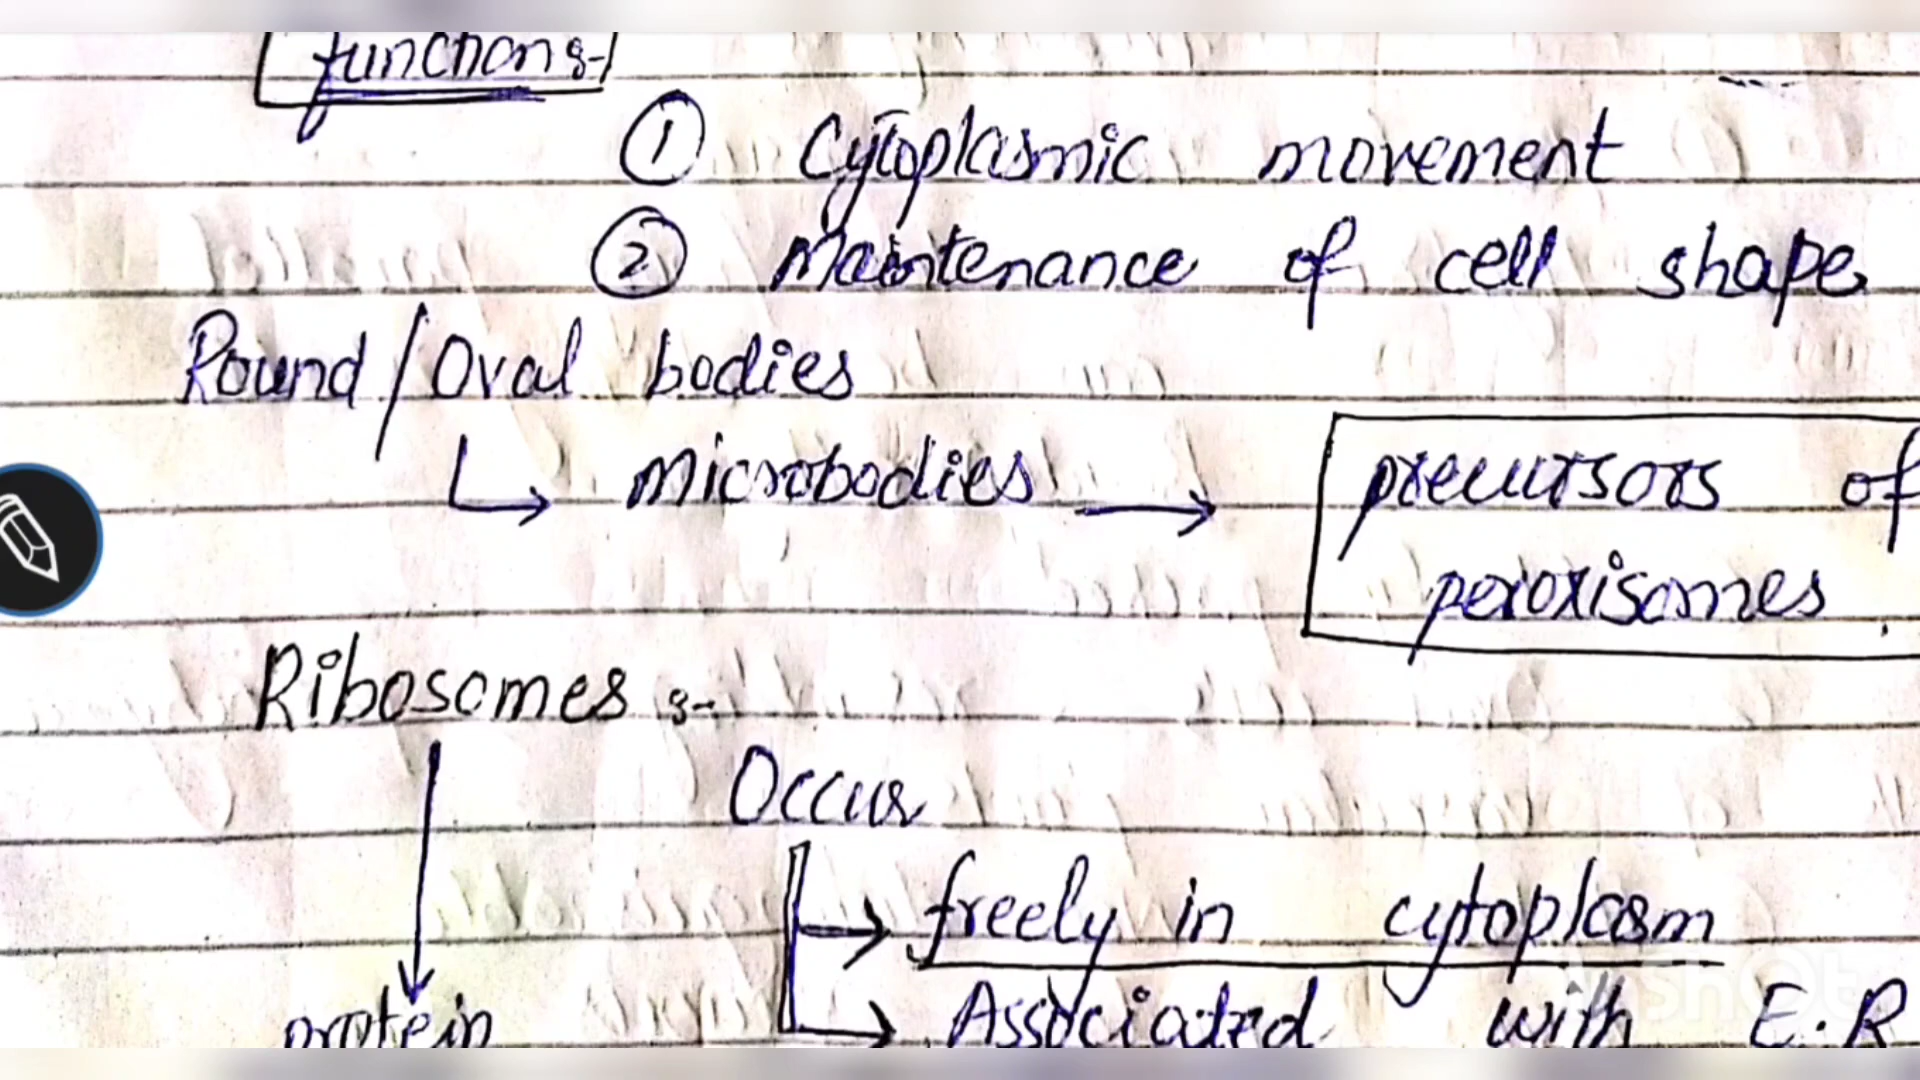 functions:-
① Cytoplasmic movement
② Maintenance of cell shape
Round / Oval bodies
↳ microbodies → precursors of
peroxisomes.
Ribosomes :-
Occur
→ freely in cytoplasm
protein → Associated with E.R